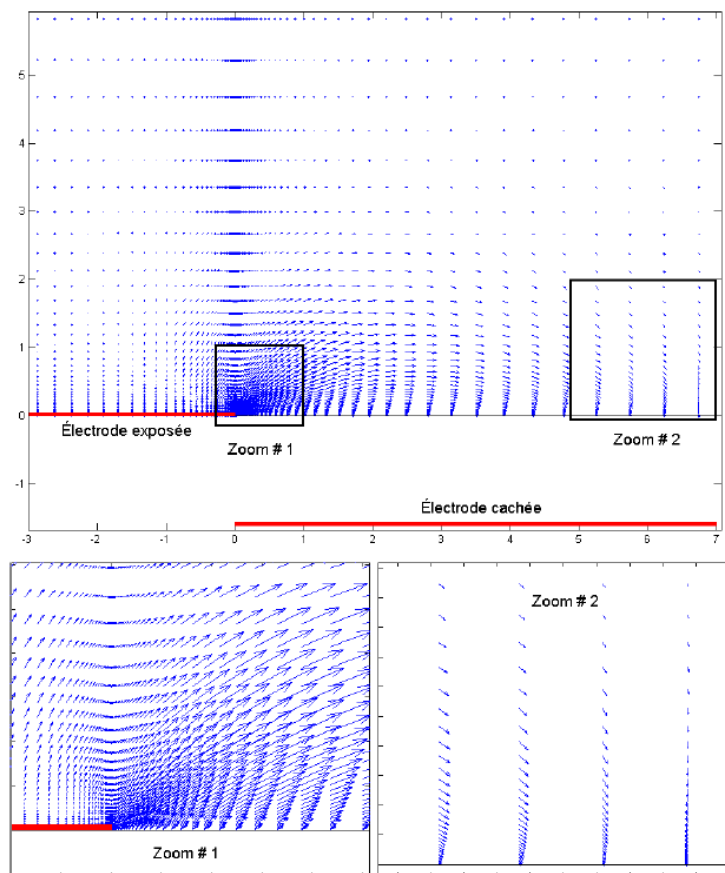 5
4
3
2
1
0
Électrode exposée
Zoom # 1
Zoom # 2
-1
Électrode cachée
-3 -2 -1 0 1 2 3 4 5 6 7
Zoom # 2
Zoom # 1